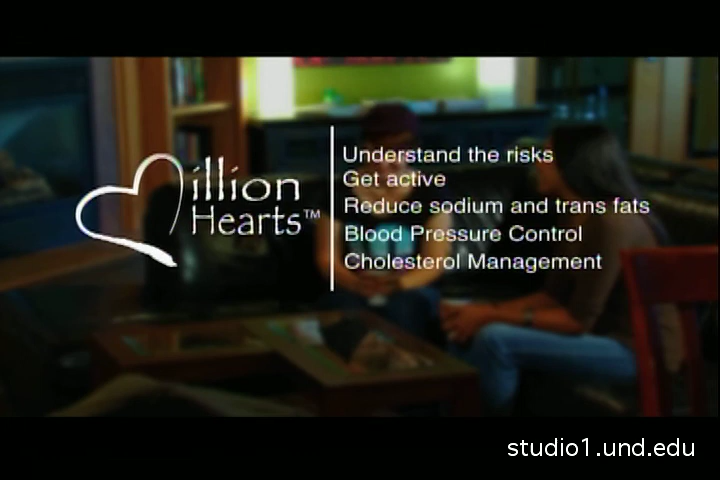 Million
Hearts™
Understand the risks
Get active
Reduce sodium and trans fats
Blood Pressure Control
Cholesterol Management
studio1.und.edu